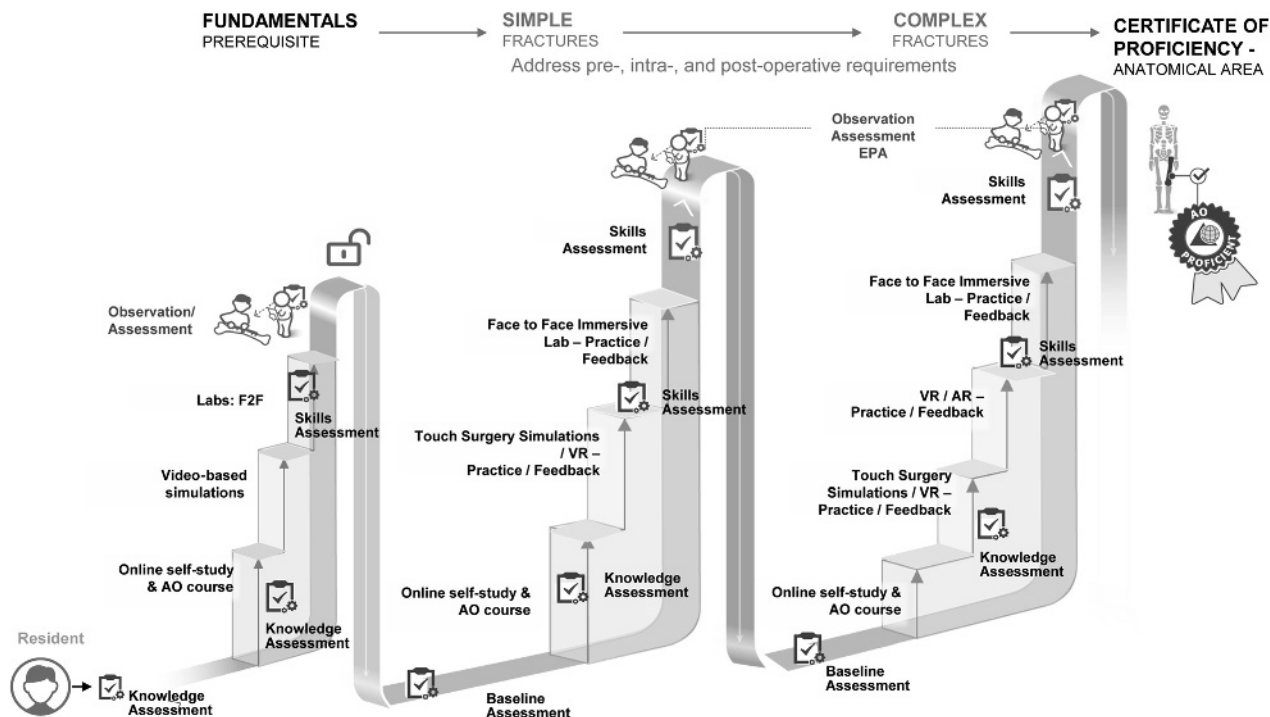 FUNDAMENTALS
PREREQUISITE
SIMPLE
FRACTURES
COMPLEX
FRACTURES
CERTIFICATE OF
PROFICIENCY -
ANATOMICAL AREA
Address pre-, intra-, and post-operative requirements
Observation/
Assessment
Labs: F2F
Skills
Assessment
Video-based
simulations
Online self-study
& AO course
Knowledge
Assessment
Resident
Knowledge
Assessment
Skills
Assessment
Face to Face Immersive
Lab – Practice /
Feedback
Skills
Assessment
Touch Surgery Simulations
/ VR –
Practice / Feedback
Online self-study &
AO course
Knowledge
Assessment
Baseline
Assessment
Observation
Assessment
EPA
Skills
Assessment
Face to Face Immersive
Lab – Practice /
Feedback
Skills
Assessment
VR / AR –
Practice / Feedback
Touch Surgery
Simulations / VR –
Practice / Feedback
Knowledge
Assessment
Online self-study &
AO course
Baseline
Assessment
AO
PROFICIENT